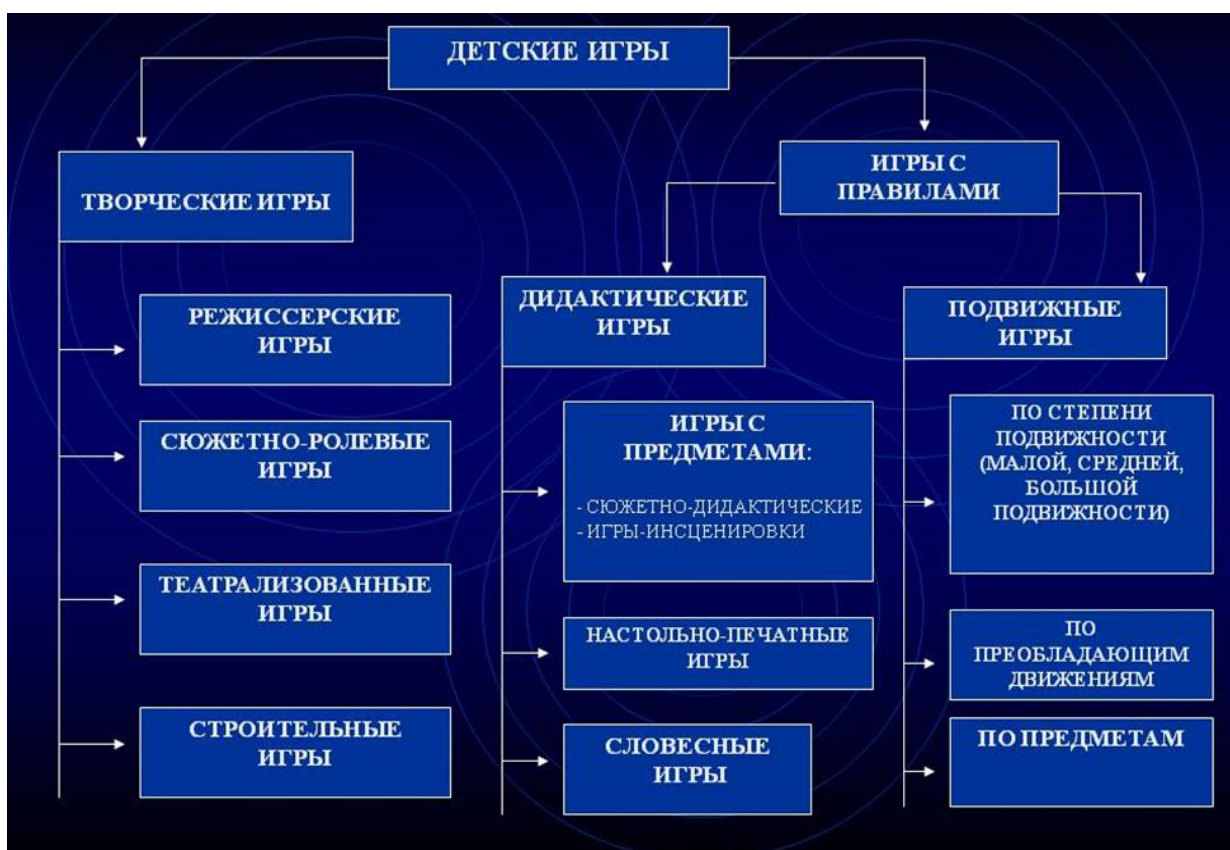 ДЕТСКИЕ ИГРЫ
ТВОРЧЕСКИЕ ИГРЫ
РЕЖИССЕРСКИЕ
ИГРЫ
СЮЖЕТНО-РОЛЕВЫЕ
ИГРЫ
ТЕАТРАЛИЗОВАННЫЕ
ИГРЫ
СТРОИТЕЛЬНЫЕ
ИГРЫ
ИГРЫ С
ПРАВИЛАМИ
ДИДАКТИЧЕСКИЕ
ИГРЫ
ИГРЫ С
ПРЕДМЕТАМИ:
- СЮЖЕТНО-ДИДАКТИЧЕСКИЕ
- ИГРЫ-ИНСЦЕНИРОВКИ
НАСТОЛЬНО-ПЕЧАТНЫЕ
ИГРЫ
СЛОВЕСНЫЕ
ИГРЫ
ПОДВИЖНЫЕ
ИГРЫ
ПО СТЕПЕНИ
ПОДВИЖНОСТИ
(МАЛОЙ, СРЕДНЕЙ,
БОЛЬШОЙ
ПОДВИЖНОСТИ)
ПО
ПРЕОБЛАДАЮЩИМ
ДВИЖЕНИЯМ
ПО ПРЕДМЕТАМ